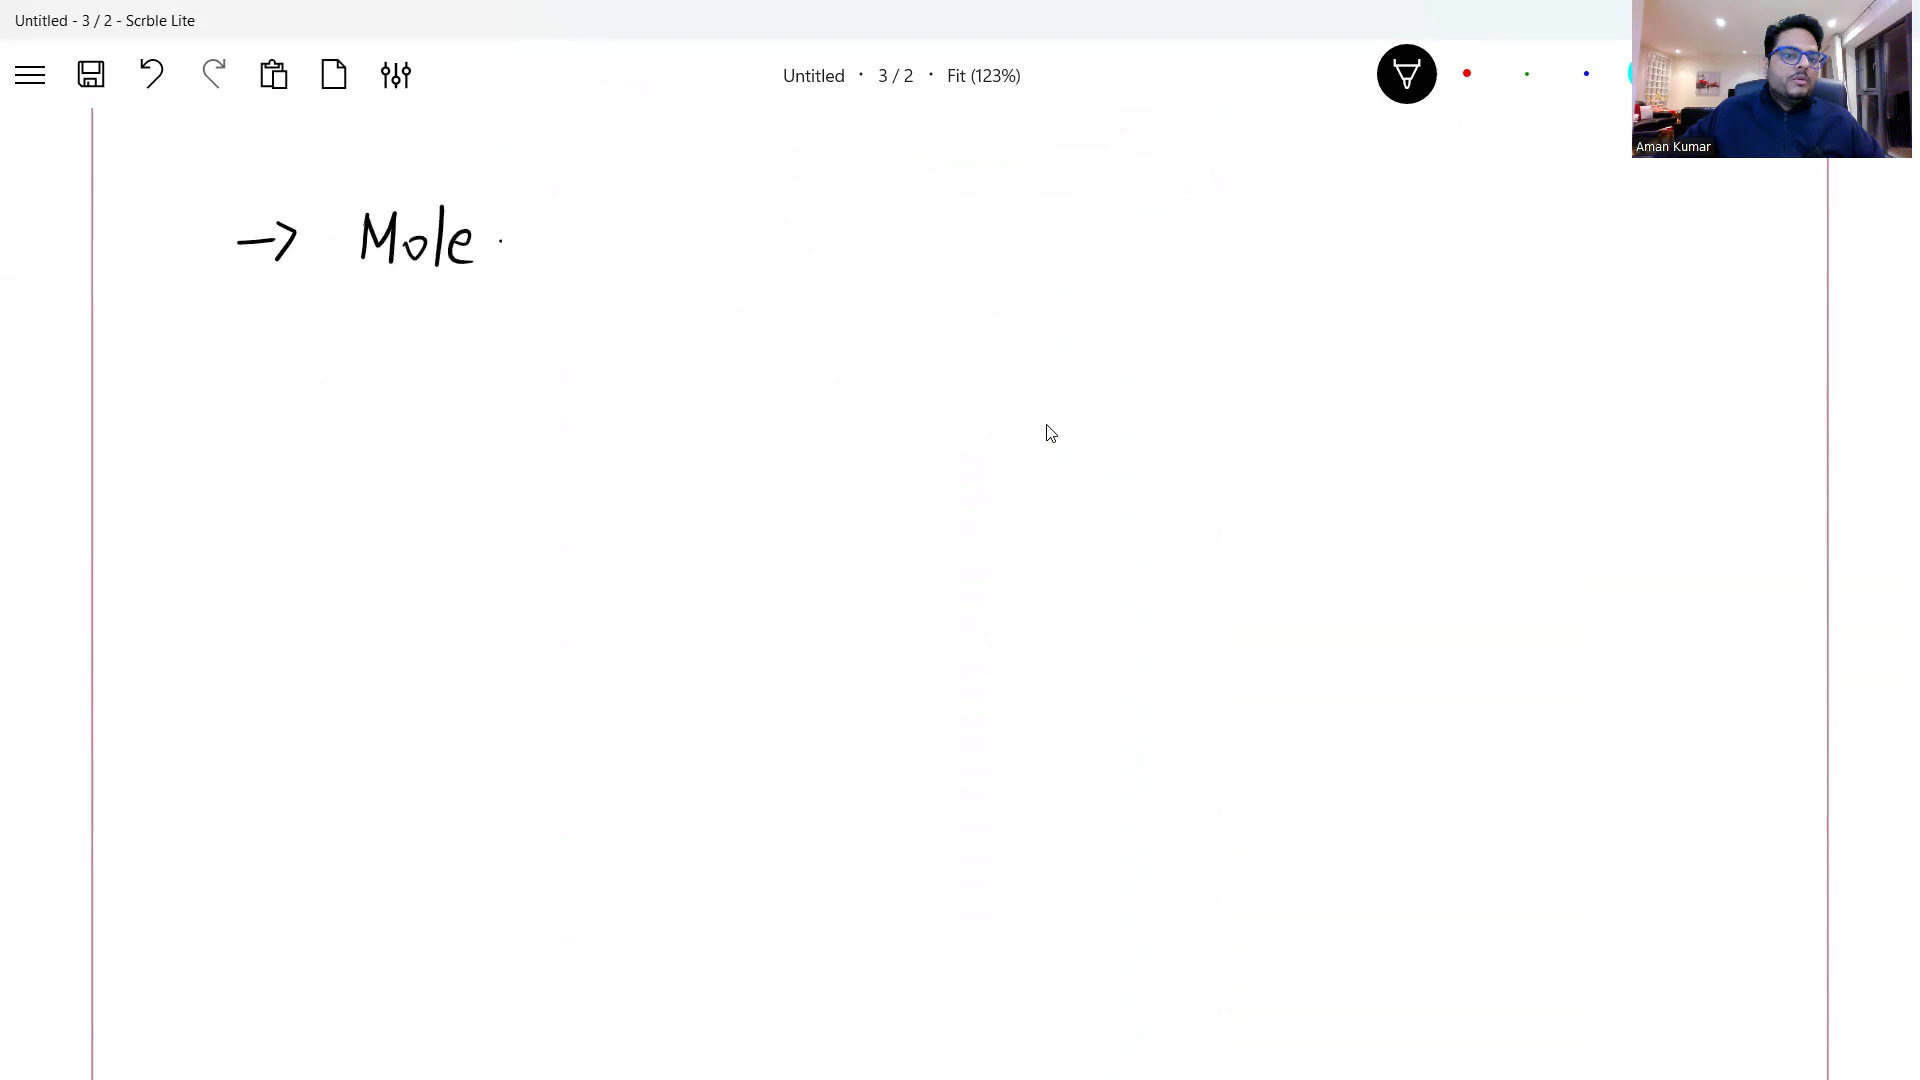 Untitled - 3 / 2 - Scrble Lite
Untitled • 3 / 2 • Fit (123%)
Aman Kumar
→ Mole